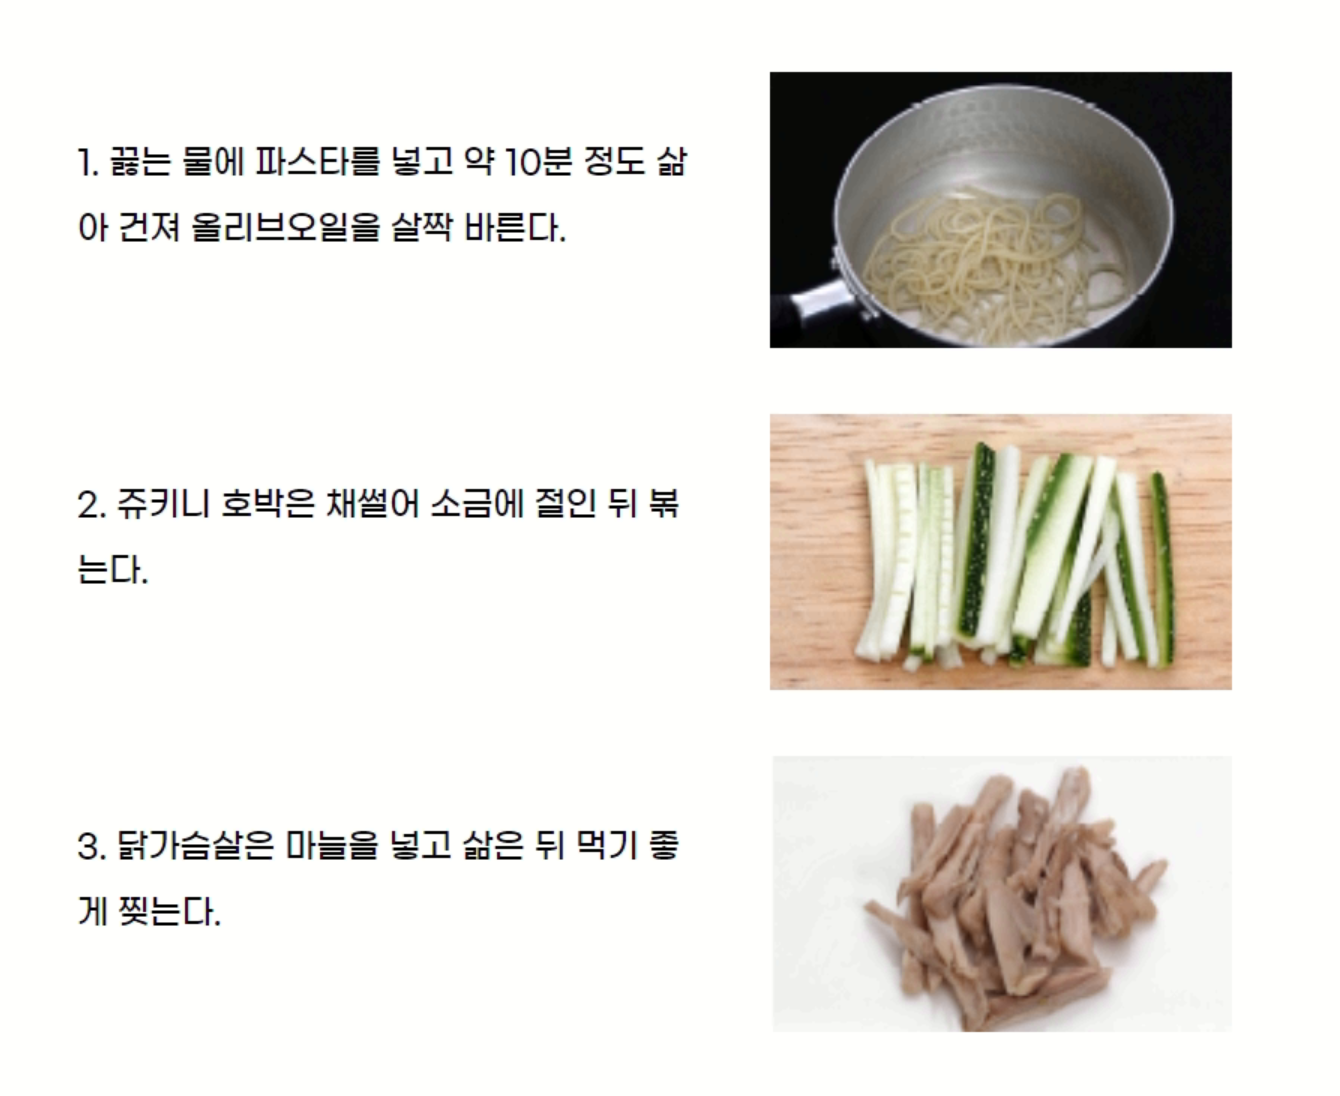 1. 끓는 물에 파스타를 넣고 약 10분 정도 삶
아 건져 올리브오일을 살짝 바른다.
2. 쥬키니 호박은 채썰어 소금에 절인 뒤 볶
는다.
3. 닭가슴살은 마늘을 넣고 삶은 뒤 먹기 좋
게 찢는다.